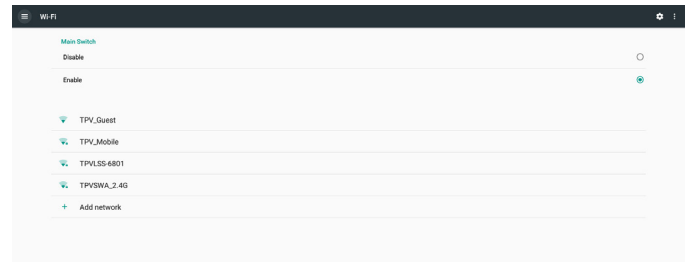 Wi-Fi
Main Switch
Disable
Enable
TPV_Guest
TPV_Mobile
TPVLSS-6801
TPVSWA_2.4G
Add network